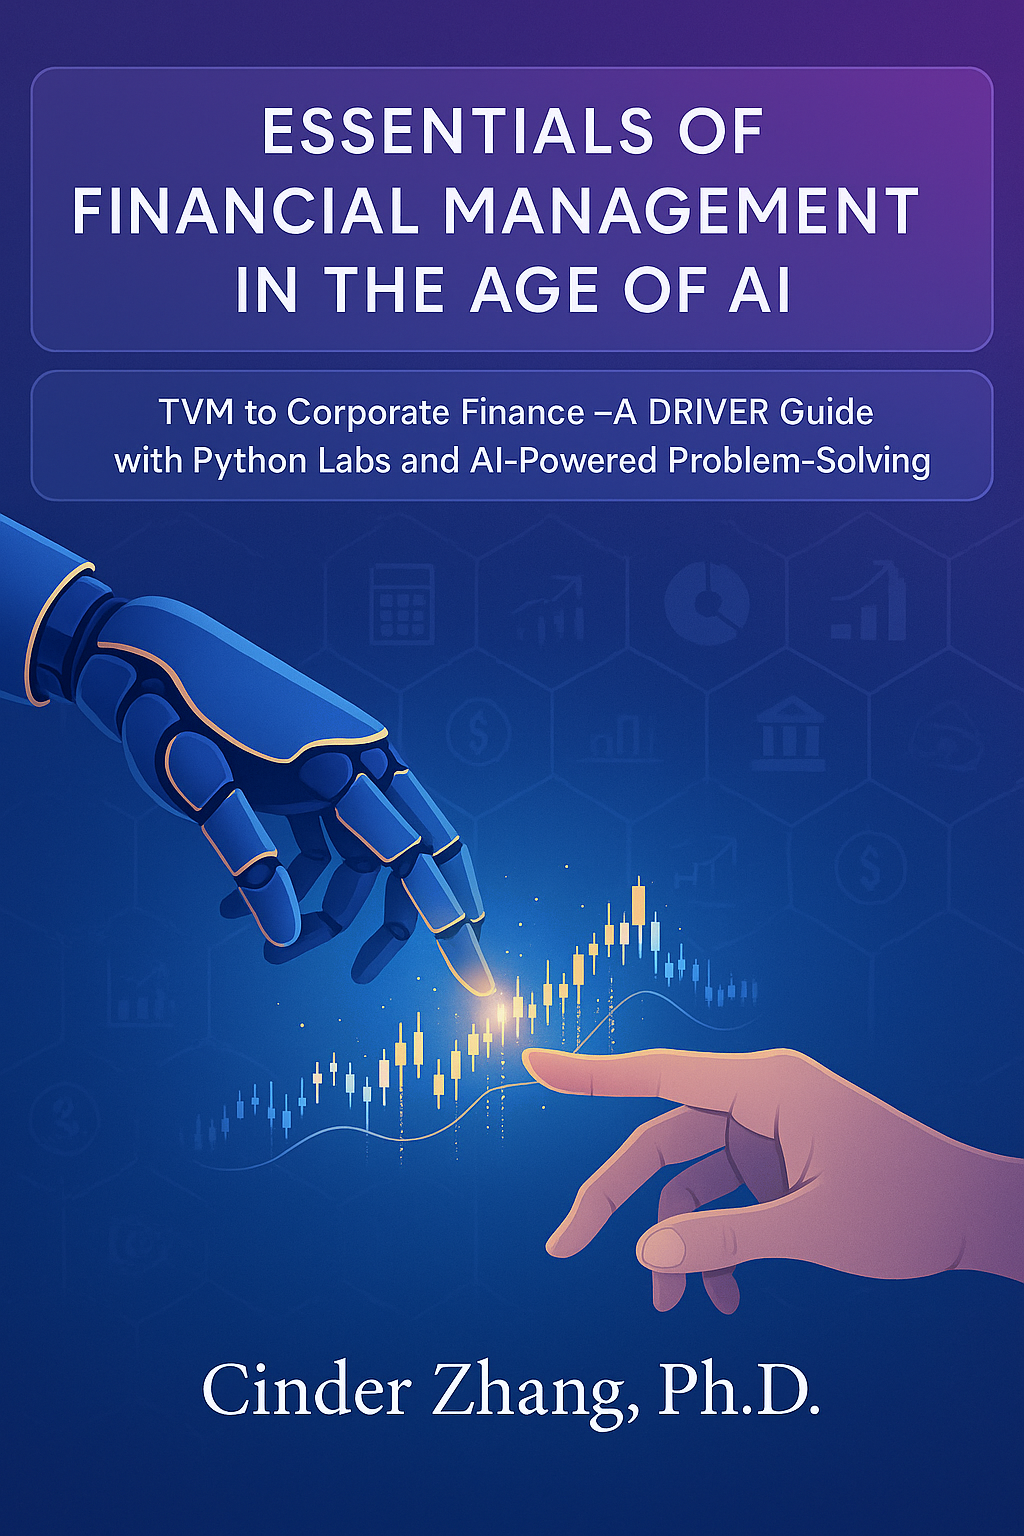 ESSENTIALS OF
FINANCIAL MANAGEMENT
IN THE AGE OF AI
TVM to Corporate Finance –A DRIVER Guide
with Python Labs and AI-Powered Problem-Solving
Cinder Zhang, Ph.D.